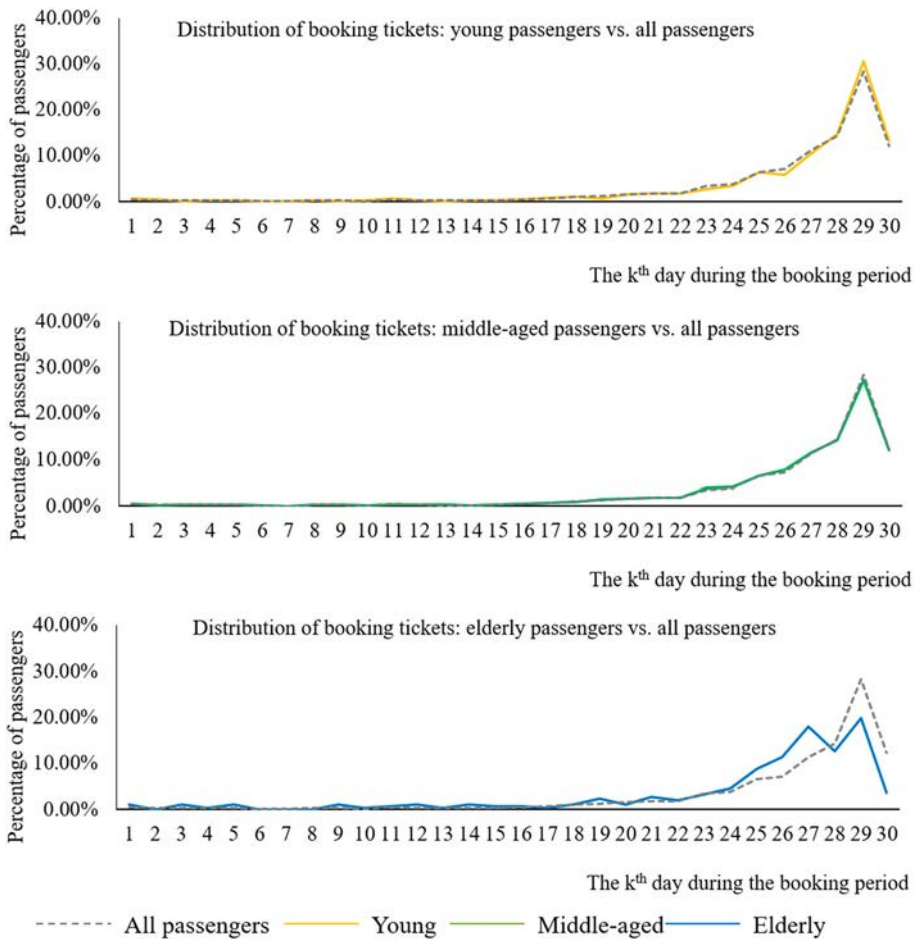 Distribution of booking tickets: young passengers vs. all passengers
Percentage of passengers
40.00%
30.00%
20.00%
10.00%
0.00%
1 2 3 4 5 6 7 8 9 10 11 12 13 14 15 16 17 18 19 20 21 22 23 24 25 26 27 28 29 30
The kth day during the booking period
Distribution of booking tickets: middle-aged passengers vs. all passengers
Percentage of passengers
40.00%
30.00%
20.00%
10.00%
0.00%
1 2 3 4 5 6 7 8 9 10 11 12 13 14 15 16 17 18 19 20 21 22 23 24 25 26 27 28 29 30
The kth day during the booking period
Distribution of booking tickets: elderly passengers vs. all passengers
Percentage of passengers
40.00%
30.00%
20.00%
10.00%
0.00%
1 2 3 4 5 6 7 8 9 10 11 12 13 14 15 16 17 18 19 20 21 22 23 24 25 26 27 28 29 30
The kth day during the booking period
All passengers Young Middle-aged Elderly